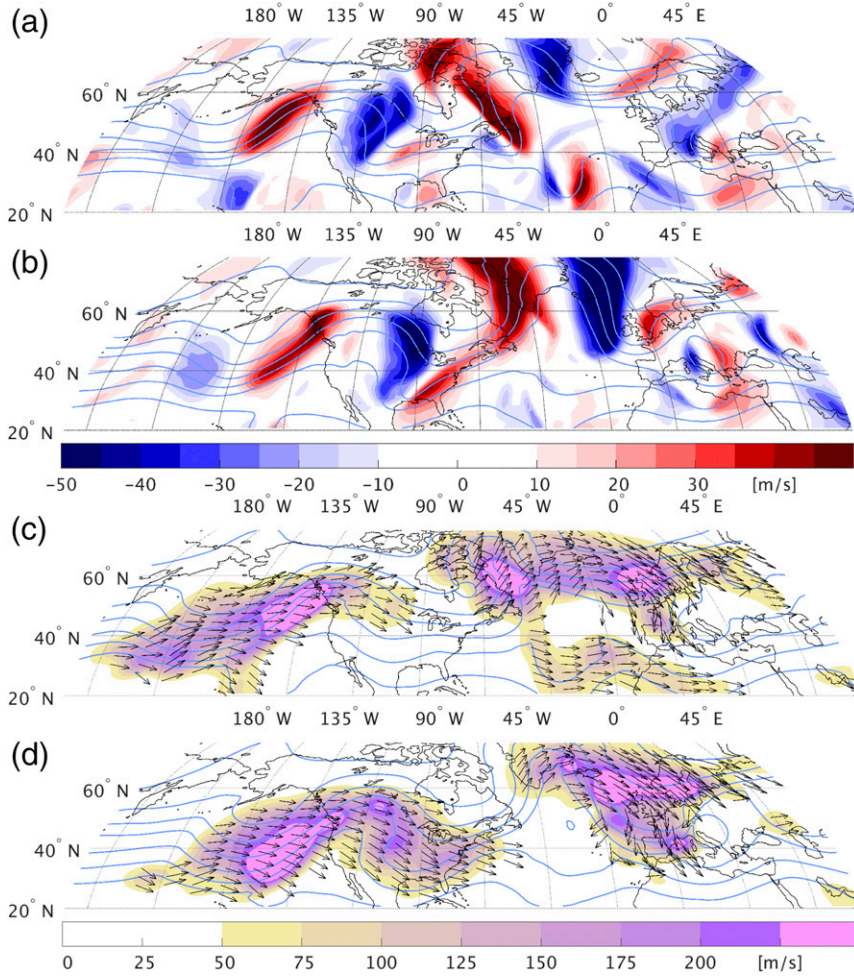 (a)
180° W 135° W 90° W 45° W 0° 45° E
60° N
40° N
20° N
(b)
180° W 135° W 90° W 45° W 0° 45° E
60° N
40° N
20° N
-50 -40 -30 -20 -10 0 10 20 30 [m/s]
(c)
180° W 135° W 90° W 45° W 0° 45° E
60° N
40° N
20° N
(d)
180° W 135° W 90° W 45° W 0° 45° E
60° N
40° N
20° N
0 25 50 75 100 125 150 175 200 [m/s]